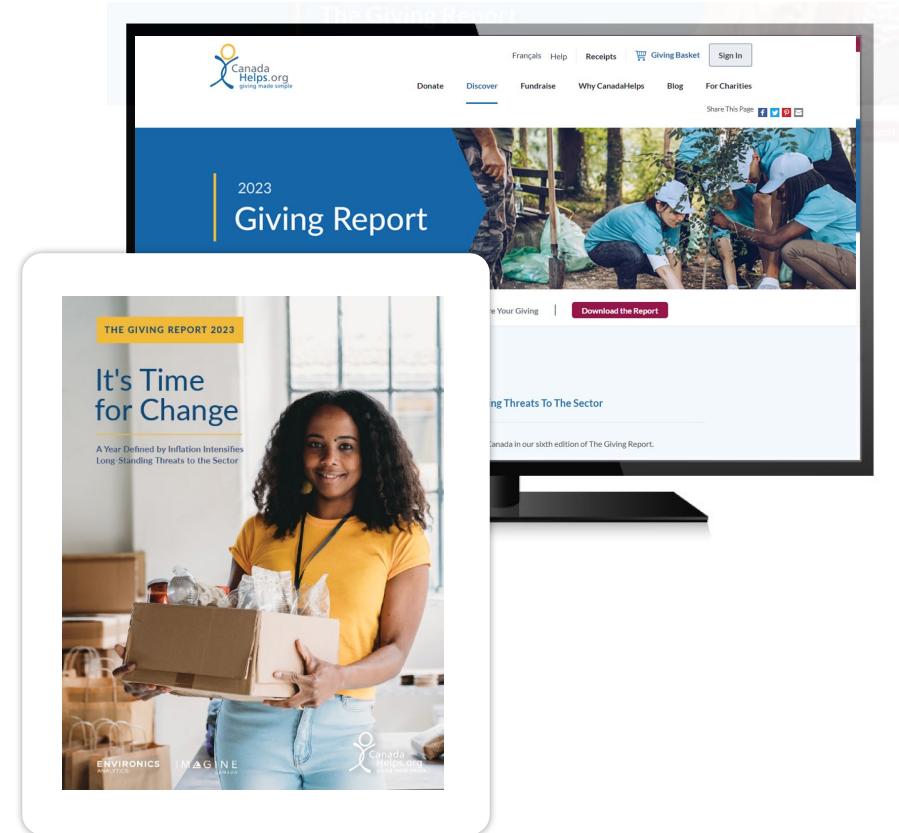 The Giving Report
Canada
Helps.org
giving made simple
Français Help Receipts Giving Basket Sign In
Donate Discover Fundraise Why CanadaHelps Blog For Charities
Share This Page
2023
Giving Report
Your Giving | Download the Report
Threats To The Sector
in our sixth edition of The Giving Report.
THE GIVING REPORT 2023
It's Time
for Change
A Year Defined by Inflation Intensifies
Long-Standing Threats to the Sector
ENVIRONICS
ANALYTICS
IMAGINE
CANADA
Canada
Helps.org
giving made simple